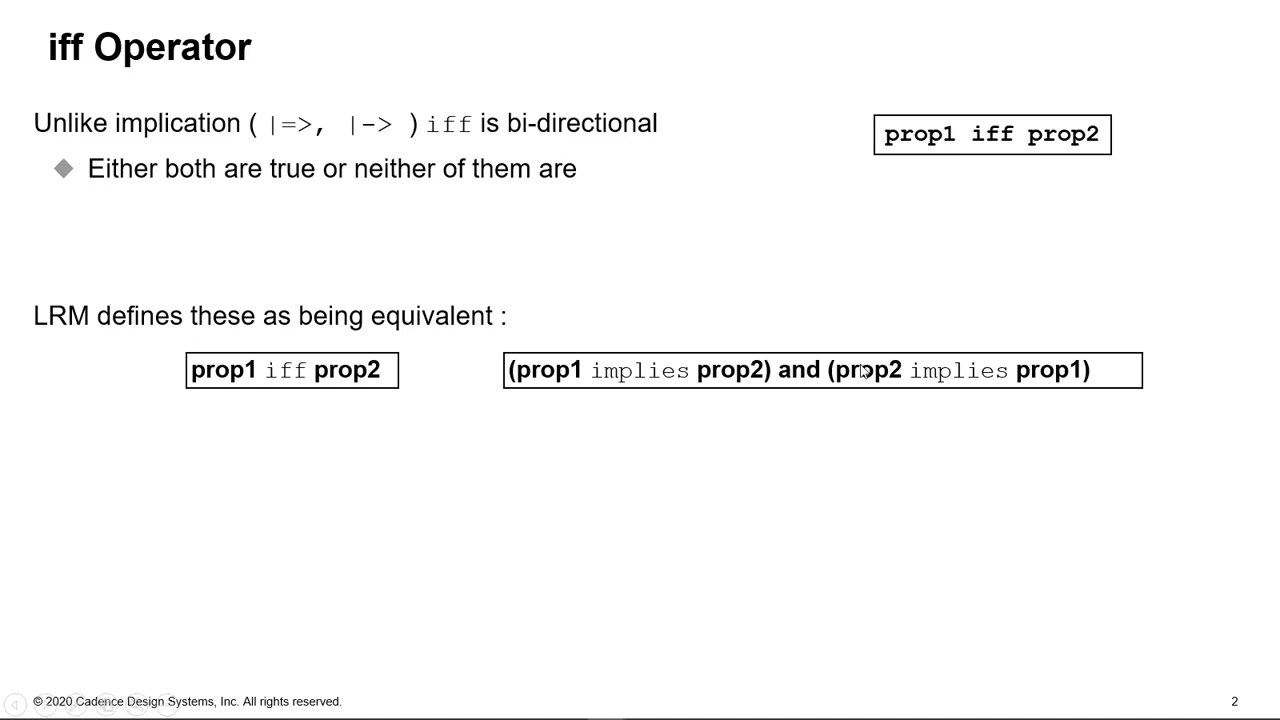 iff Operator
Unlike implication ( |=>, |-> ) iff is bi-directional
prop1 iff prop2
Either both are true or neither of them are
LRM defines these as being equivalent :
prop1 iff prop2
(prop1 implies prop2) and (prop2 implies prop1)
© 2020 Cadence Design Systems, Inc. All rights reserved.
2